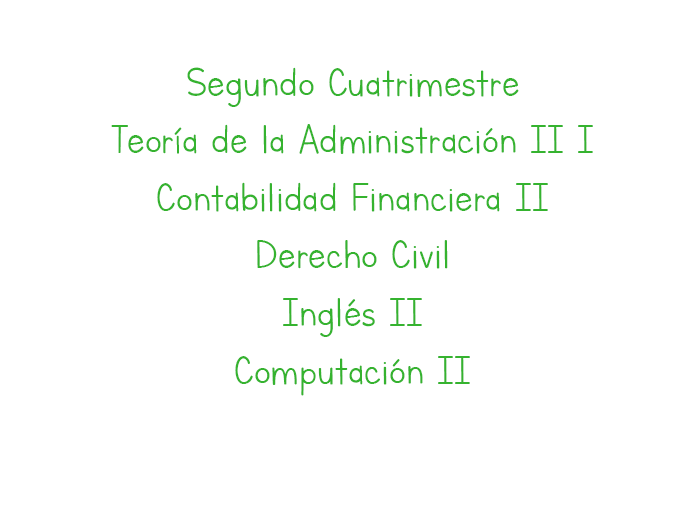 Segundo Cuatrimestre
Teoría de la Administración II I
Contabilidad Financiera II
Derecho Civil
Inglés II
Computación II